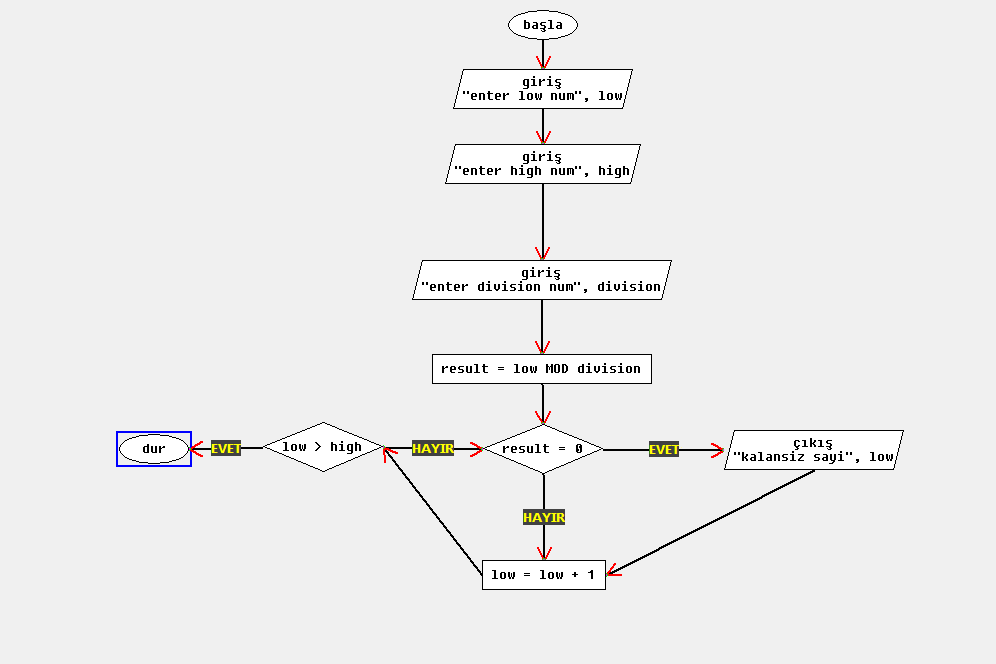 başla
giriş
"enter low num", low
giriş
"enter high num", high
giriş
"enter division num", division
result = low MOD division
dur
EVET
low > high
HAYIR
result = 0
EVET
çıkış
"kalansiz sayi", low
HAYIR
low = low + 1